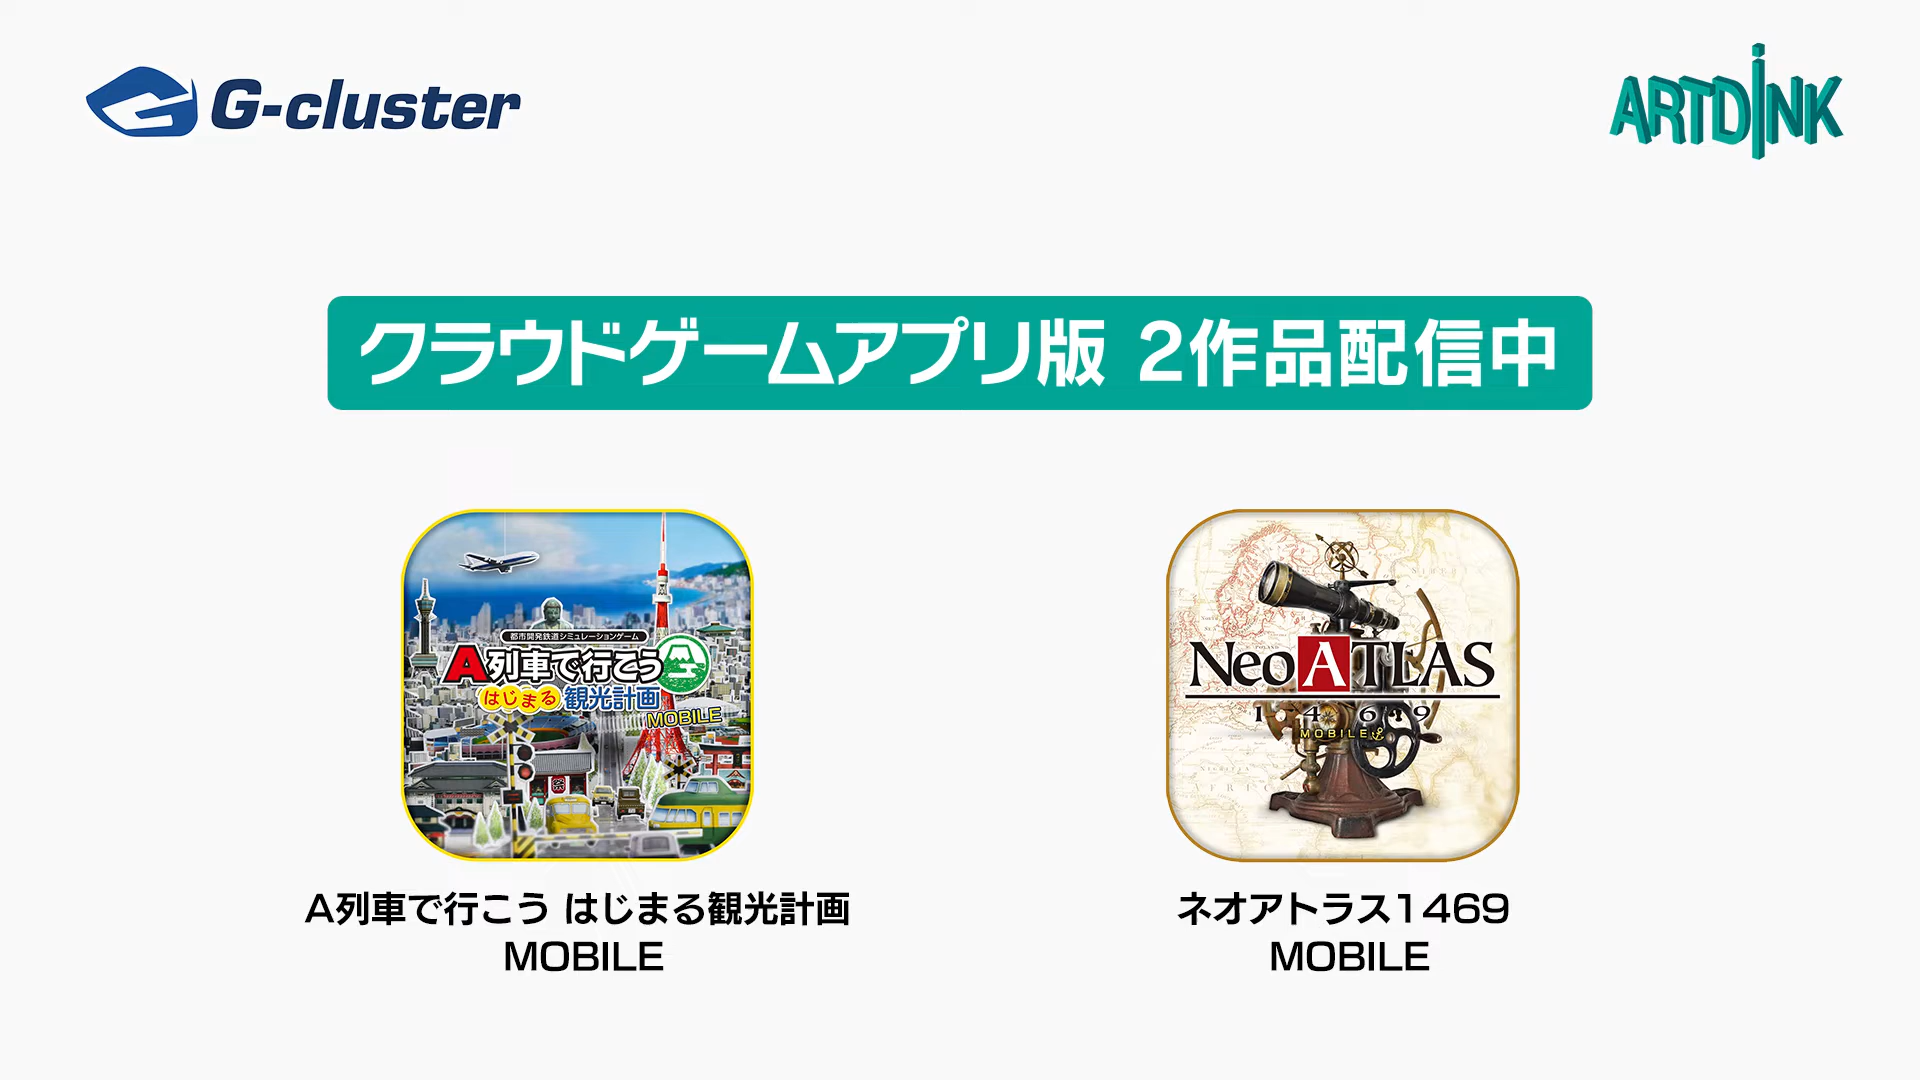 G-cluster
ARTDINK
クラウドゲームアプリ版 2作品配信中
都市開発鉄道シミュレーションゲーム
A列車で行こう
はじまる観光計画
MOBILE
NEO ATLAS
1469
MOBILE
A列車で行こう はじまる観光計画
MOBILE
ネオアトラス1469
MOBILE